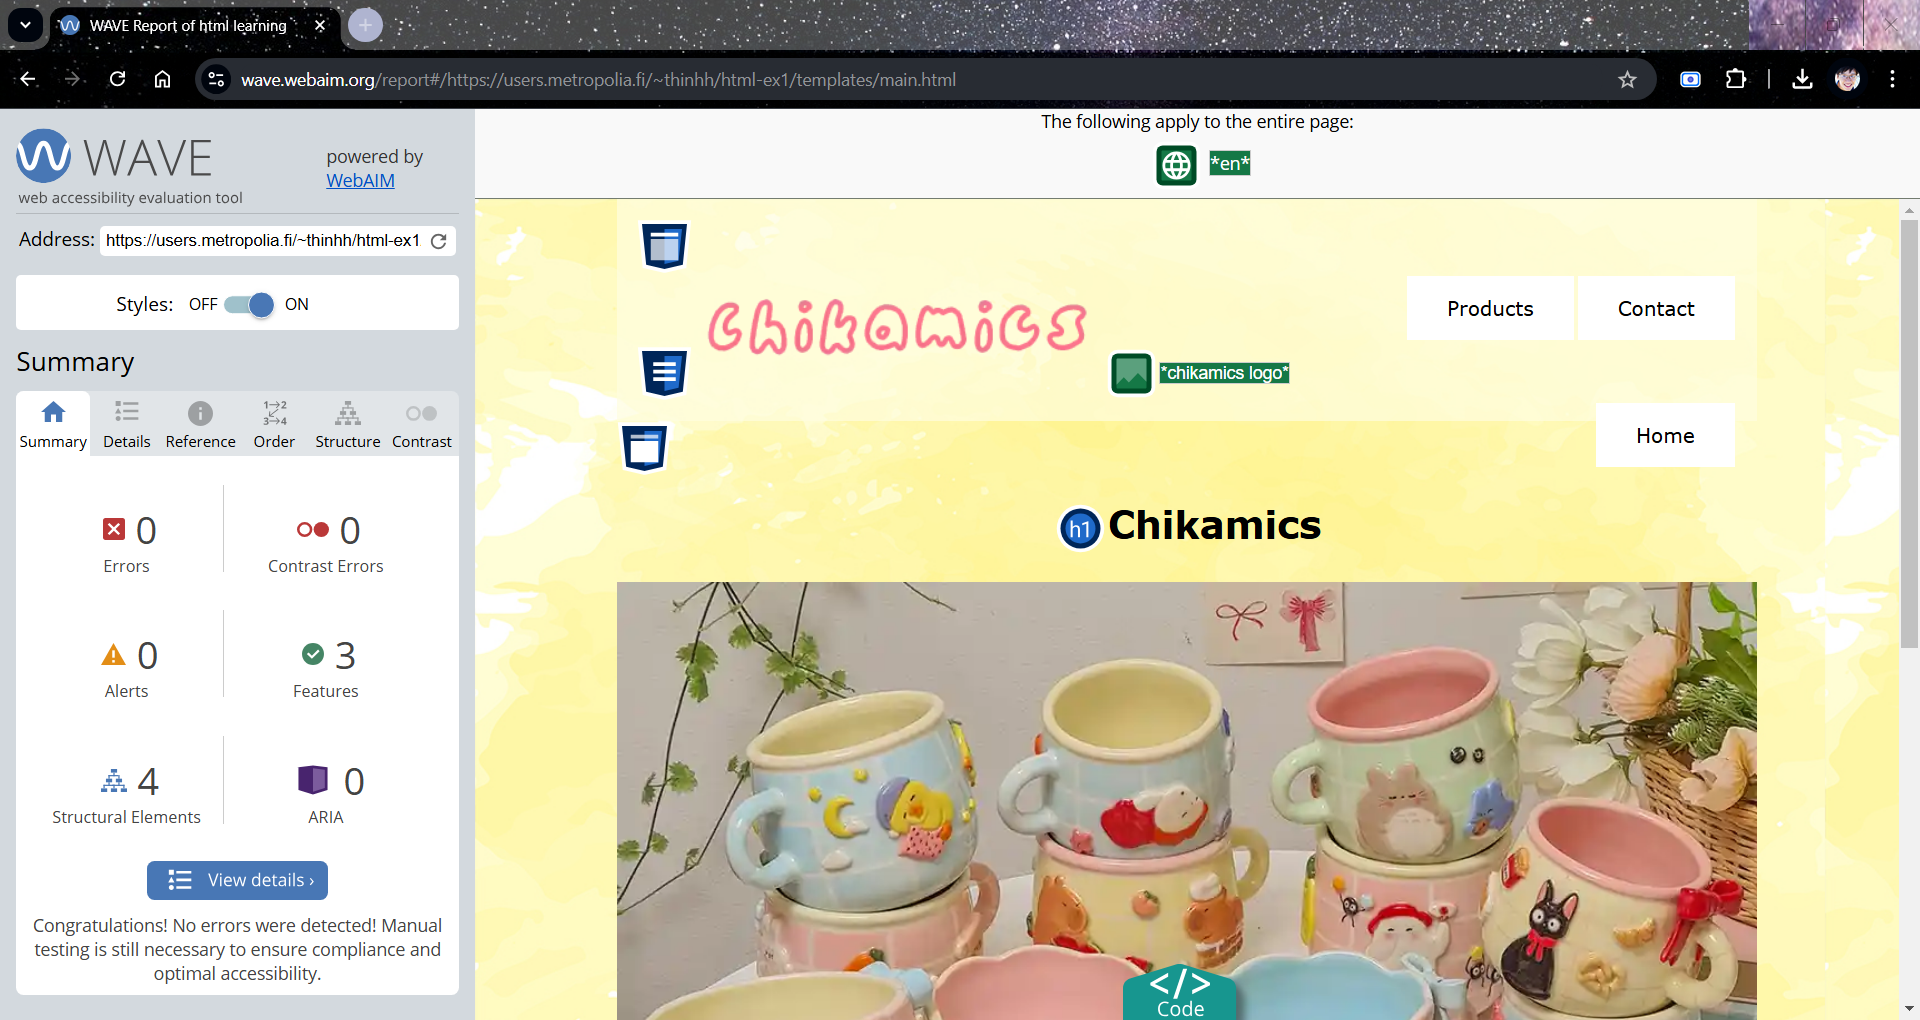 WAVE Report of html learning
wave.webaim.org/report#/https://users.metropolia.fi/~thinhh/html-ex1/templates/main.html
WAVE
web accessibility evaluation tool
powered by
WebAIM
Address: https://users.metropolia.fi/~thinhh/html-ex1
Styles: OFF ON
Summary
1 2
3 4
Summary Details Reference Order Structure Contrast
0
Errors
0
Contrast Errors
0
Alerts
3
Features
4
Structural Elements
0
ARIA
View details ›
Congratulations! No errors were detected! Manual
testing is still necessary to ensure compliance and
optimal accessibility.
The following apply to the entire page:
*en*
chikamics
*chikamics logo*
Products
Contact
Home
h1 Chikamics
</>
Code